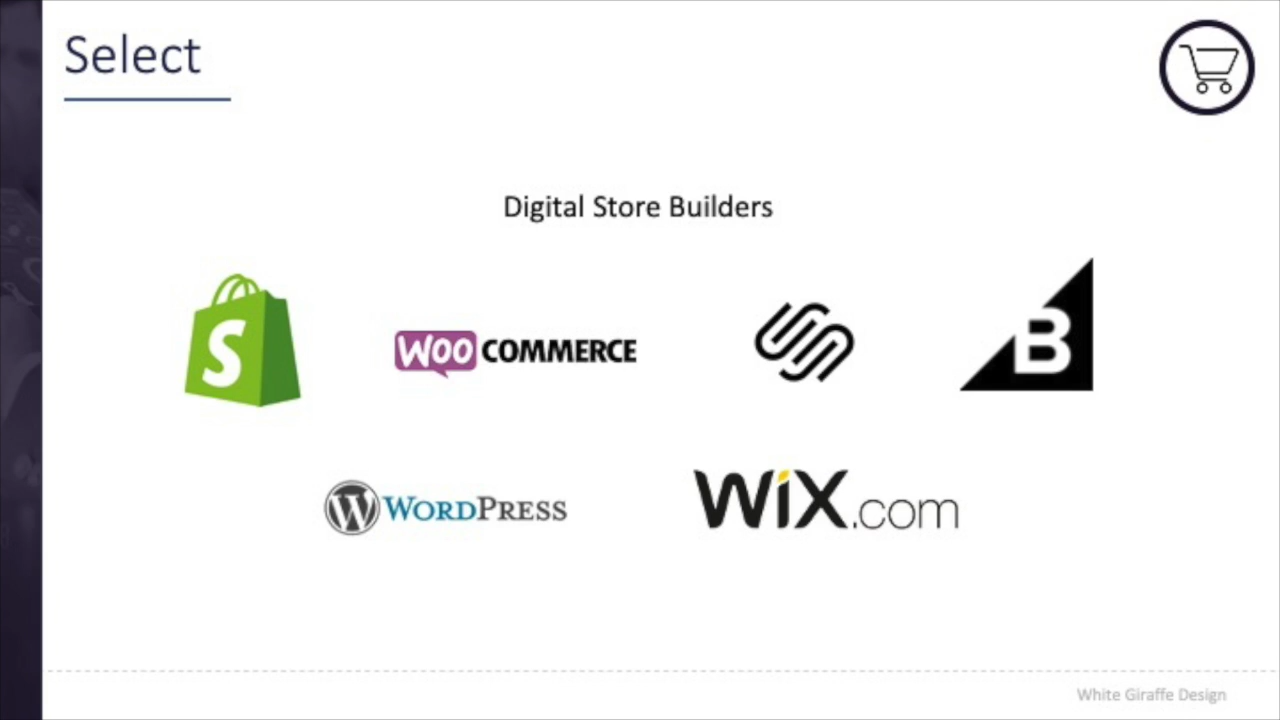 Select
Digital Store Builders
S
WOO COMMERCE
B
W WORDPRESS
WiX.com
White Giraffe Design